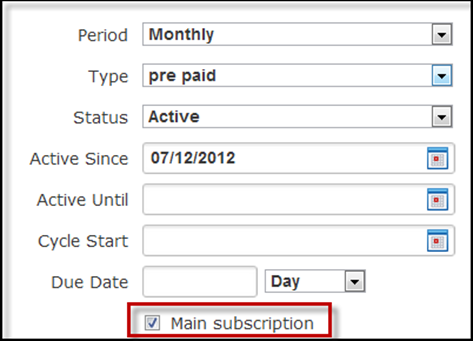 Period Monthly
Type pre paid
Status Active
Active Since 07/12/2012
Active Until
Cycle Start
Due Date Day
Main subscription